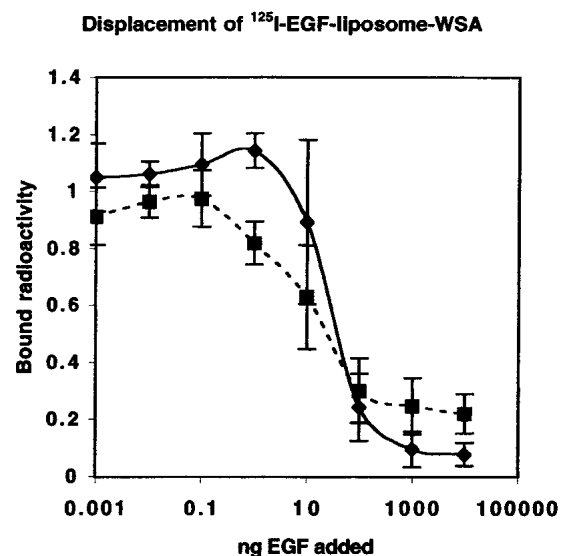 Displacement of ¹²⁵I-EGF-liposome-WSA
Bound radioactivity
1.4
1.2
1
0.8
0.6
0.4
0.2
0
0.001 0.1 10 1000 100000
ng EGF added